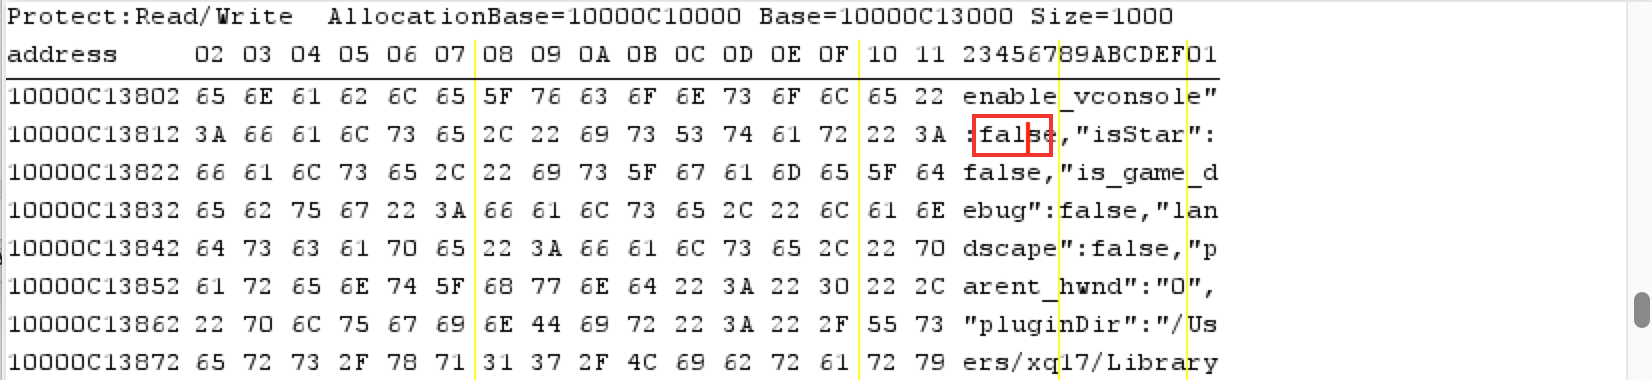 Protect:Read/Write  AllocationBase=10000C10000 Base=10000C13000 Size=1000
address 02 03 04 05 06 07 08 09 0A 0B 0C 0D 0E 0F 10 11 23456789ABCDEF01
10000C13802 65 6E 61 62 6C 65 5F 76 63 6F 6E 73 6F 6C 65 22 enable_vconsole"
10000C13812 3A 66 61 6C 73 65 2C 22 69 73 53 74 61 72 22 3A :false,"isStar":
10000C13822 66 61 6C 73 65 2C 22 69 73 5F 67 61 6D 65 5F 64 false,"is_game_d
10000C13832 65 62 75 67 22 3A 66 61 6C 73 65 2C 22 6C 61 6E ebug":false,"lan
10000C13842 64 73 63 61 70 65 22 3A 66 61 6C 73 65 2C 22 70 dscape":false,"p
10000C13852 61 72 65 6E 74 5F 68 77 6E 64 22 3A 22 30 22 2C arent_hwnd":"0",
10000C13862 22 70 6C 75 67 69 6E 44 69 72 22 3A 22 2F 55 73 "pluginDir":"/Us
10000C13872 65 72 73 2F 78 71 31 37 2F 4C 69 62 72 61 72 79 ers/xq17/Library